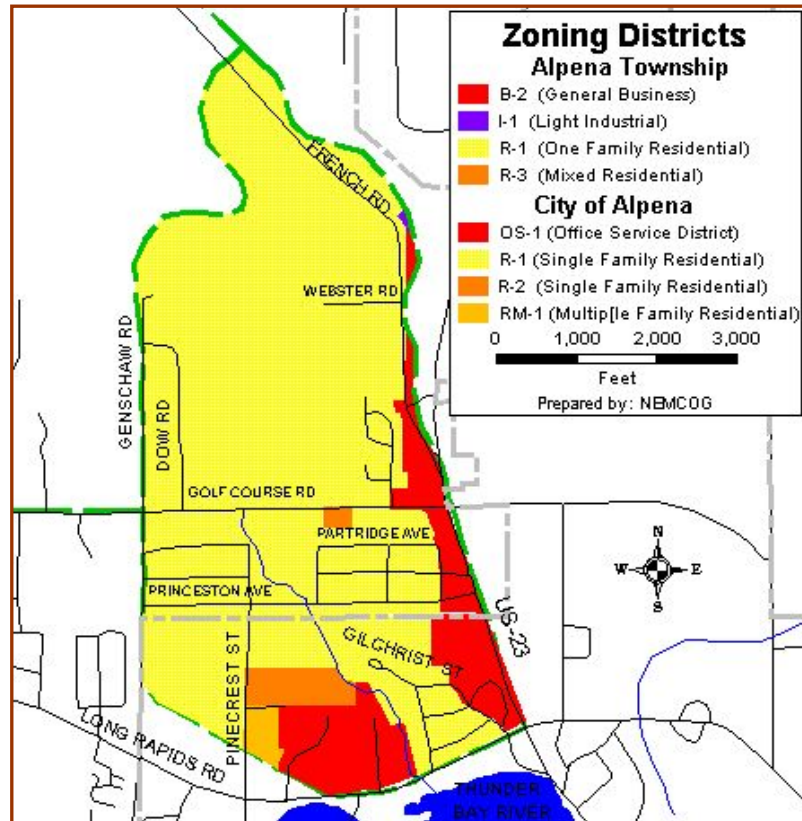 Zoning Districts
Alpena Township
B-2 (General Business)
I-1 (Light Industrial)
R-1 (One Family Residential)
R-3 (Mixed Residential)
City of Alpena
OS-1 (Office Service District)
R-1 (Single Family Residential)
R-2 (Single Family Residential)
RM-1 (Multip[le Family Residential)
0 1,000 2,000 3,000
Feet
Prepared by: NEMCOG
FRENCH RD
WEBSTER RD
GENSCHAW RD
DOW RD
GOLF COURSE RD
PARTRIDGE AVE
N
W E
S
PRINCESTON AVE
US-23
GILCHRIST ST
PINECREST ST
LONG RAPIDS RD
THUNDER
BAY RIVER